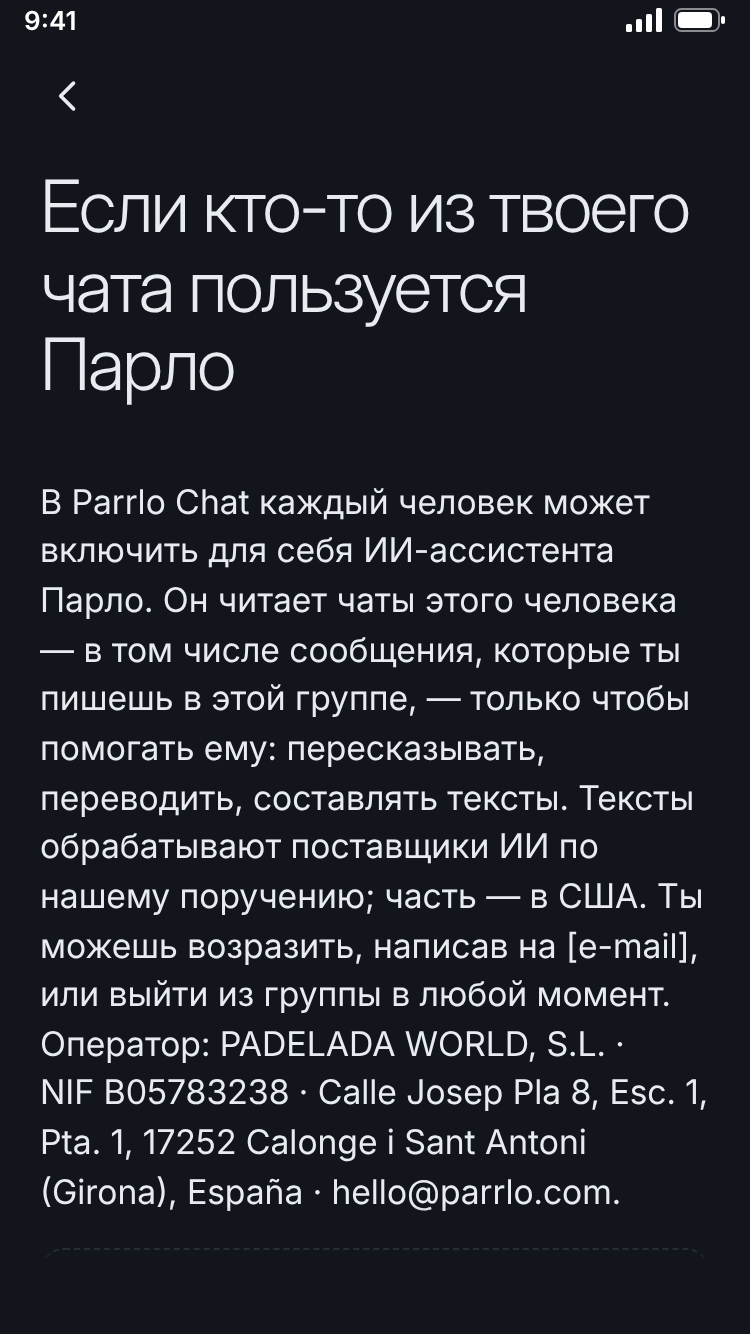 9:41
Если кто-то из твоего
чата пользуется
Парло
В Parrlo Chat каждый человек может
включить для себя ИИ-ассистента
Парло. Он читает чаты этого человека
— в том числе сообщения, которые ты
пишешь в этой группе, — только чтобы
помогать ему: пересказывать,
переводить, составлять тексты. Тексты
обрабатывают поставщики ИИ по
нашему поручению; часть — в США. Ты
можешь возразить, написав на [e-mail],
или выйти из группы в любой момент.
Оператор: PADELADA WORLD, S.L. ·
NIF B05783238 · Calle Josep Pla 8, Esc. 1,
Pta. 1, 17252 Calonge i Sant Antoni
(Girona), España · hello@parrlo.com.